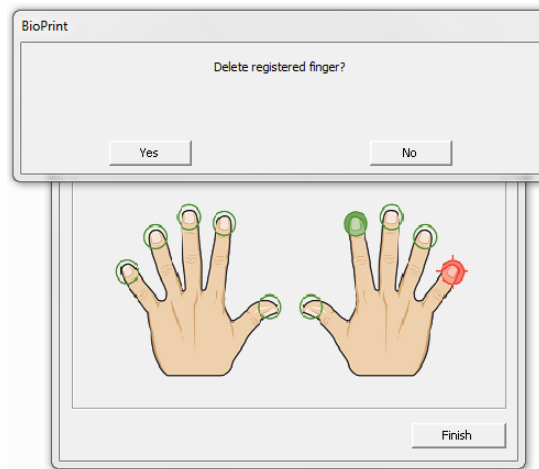 BioPrint
Delete registered finger?
Yes No
Finish